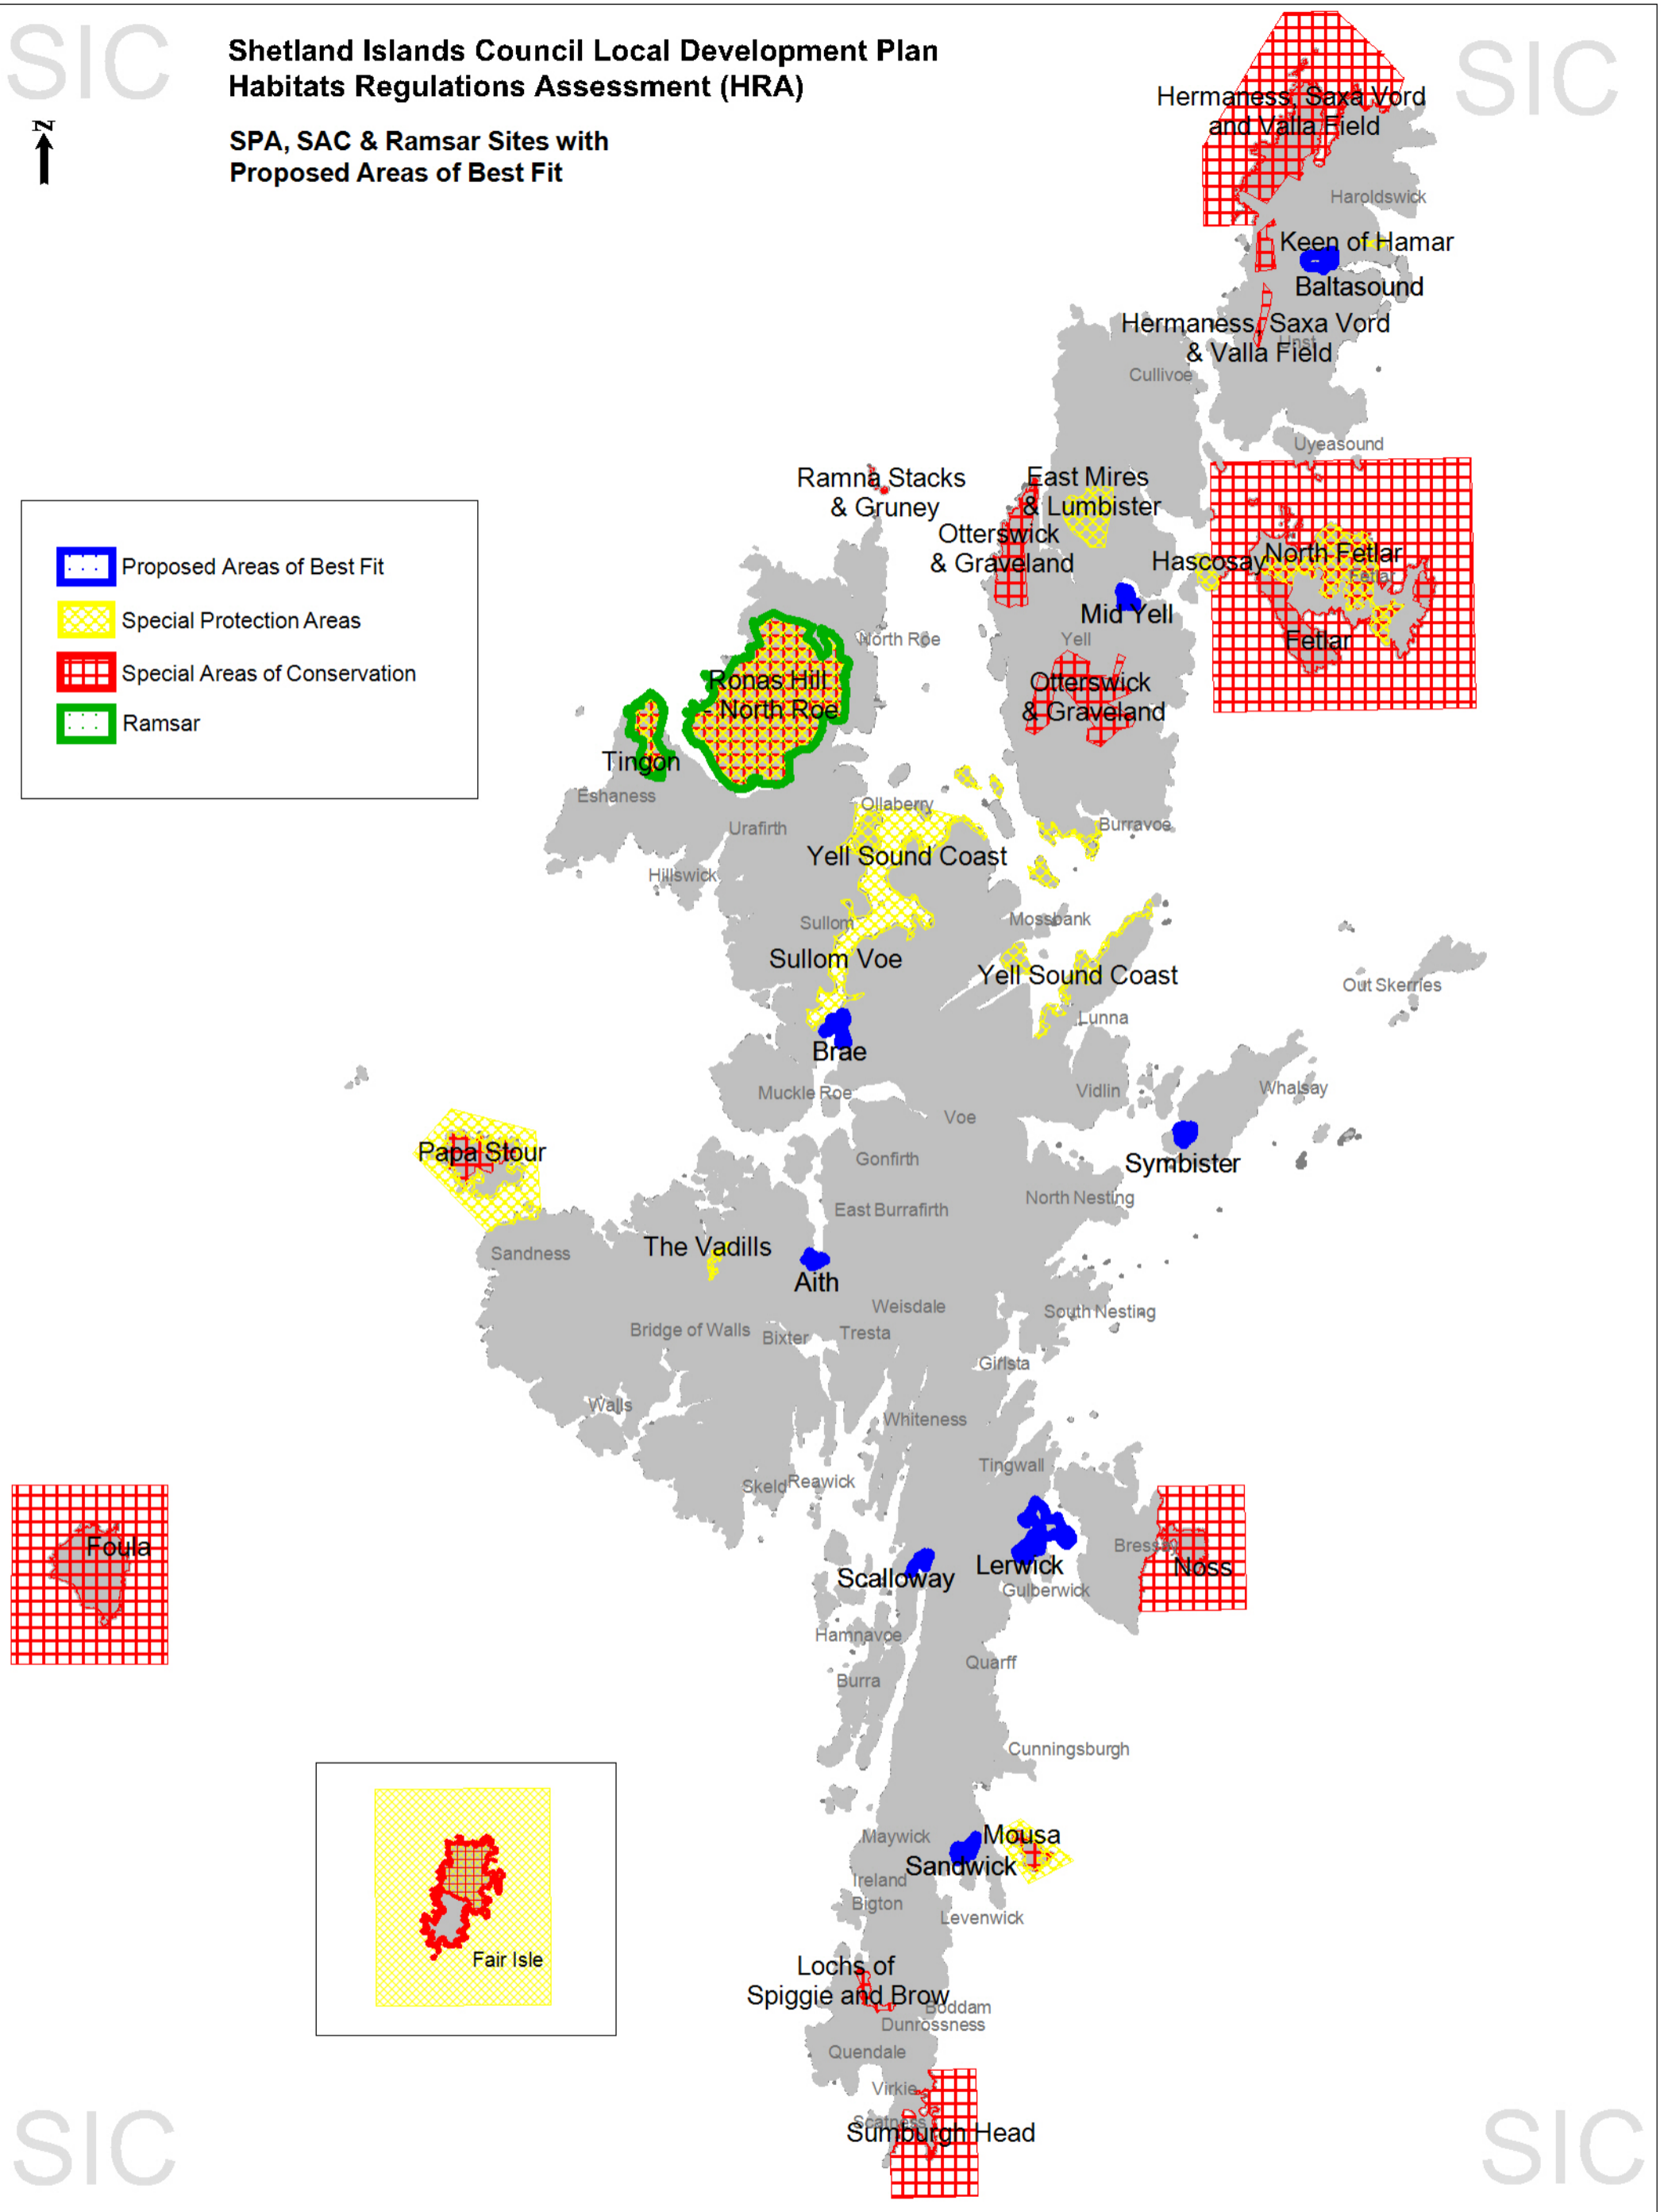 SIC
SIC
Shetland Islands Council Local Development Plan
Habitats Regulations Assessment (HRA)
N
SPA, SAC & Ramsar Sites with
Proposed Areas of Best Fit
Hermaness, Saxa Vord
and Valla Field
Haroldswick
Keen of Hamar
Baltasound
Hermaness, Saxa Vord
& Valla Field
Unst
Cullivoe
Uyeasound
Ramna Stacks
& Gruney
East Mires
& Lumbister
Otterswick
& Graveland
Hascosay
North Fetlar
Fetlar
Mid Yell
Yell
North Roe
Otterswick
& Graveland
Proposed Areas of Best Fit
Special Protection Areas
Special Areas of Conservation
Ramsar
Ronas Hill
- North Roe
Tingon
Eshaness
Ollaberry
Urafirth
Burravoe
Yell Sound Coast
Hillswick
Sullom
Mossbank
Sullom Voe
Yell Sound Coast
Out Skerries
Lunna
Brae
Muckle Roe
Vidlin
Whalsay
Voe
Papa Stour
Gonfirth
Symbister
North Nesting
East Burrafirth
Sandness
The Vadills
Aith
Weisdale
South Nesting
Bridge of Walls
Bixter
Tresta
Girlsta
Walls
Whiteness
Tingwall
Skeld
Reawick
Foula
Bressay
Noss
Lerwick
Scalloway
Gulberwick
Hamnavoe
Quarff
Burra
Cunningsburgh
Maywick
Mousa
Sandwick
Ireland
Bigton
Levenwick
Fair Isle
Lochs of
Spiggie and Brow
Boddam
Dunrossness
Quendale
Virkie
Scatness
Sumburgh Head
SIC
SIC